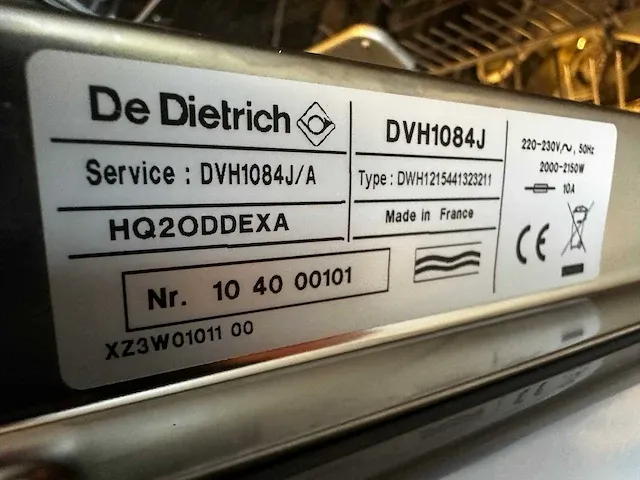 De Dietrich
Service : DVH1084J/A
HQ20DDEXA
Nr. 10 40 00101
XZ3W01011 00
DVH1084J
Type : DWH1215441323211
Made in France
220-230V~, 50Hz
2000-2150W
10A
CE